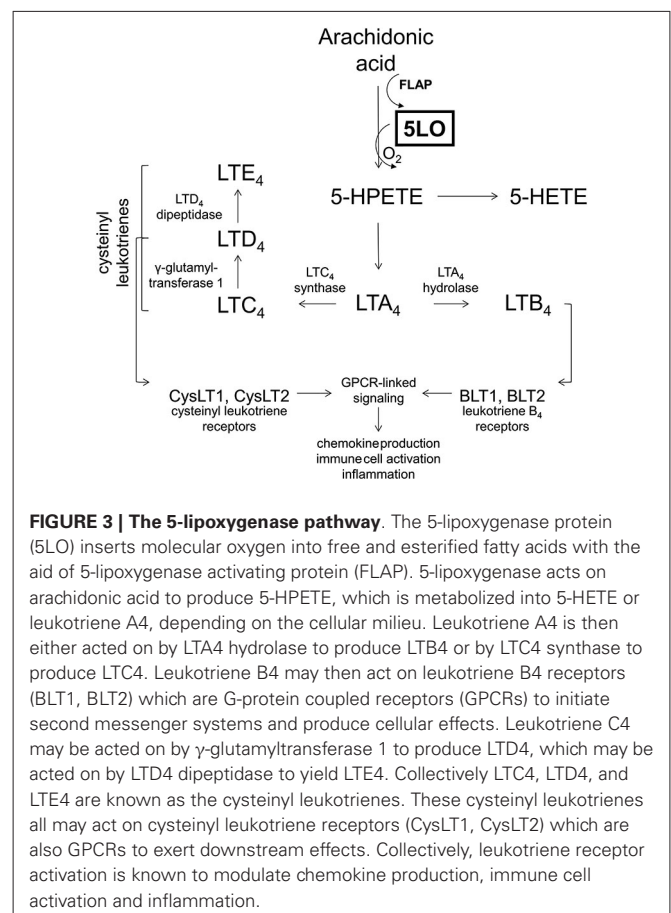 Arachidonic
acid
FLAP
5LO
O₂
LTE₄
5-HPETE
5-HETE
LTD₄
dipeptidase
cysteinyl
leukotrienes
LTD₄
γ-glutamyl-
transferase 1
LTC₄
synthase
LTA₄
hydrolase
LTC₄
LTA₄
LTB₄
CysLT1, CysLT2
cysteinyl leukotriene
receptors
GPCR-linked
signaling
BLT1, BLT2
leukotriene B₄
receptors
chemokine production
immune cell activation
inflammation
FIGURE 3 | The 5-lipoxygenase pathway. The 5-lipoxygenase protein
(5LO) inserts molecular oxygen into free and esterified fatty acids with the
aid of 5-lipoxygenase activating protein (FLAP). 5-lipoxygenase acts on
arachidonic acid to produce 5-HPETE, which is metabolized into 5-HETE or
leukotriene A4, depending on the cellular milieu. Leukotriene A4 is then
either acted on by LTA4 hydrolase to produce LTB4 or by LTC4 synthase to
produce LTC4. Leukotriene B4 may then act on leukotriene B4 receptors
(BLT1, BLT2) which are G-protein coupled receptors (GPCRs) to initiate
second messenger systems and produce cellular effects. Leukotriene C4
may be acted on by γ-glutamyltransferase 1 to produce LTD4, which may be
acted on by LTD4 dipeptidase to yield LTE4. Collectively LTC4, LTD4, and
LTE4 are known as the cysteinyl leukotrienes. These cysteinyl leukotrienes
all may act on cysteinyl leukotriene receptors (CysLT1, CysLT2) which are
also GPCRs to exert downstream effects. Collectively, leukotriene receptor
activation is known to modulate chemokine production, immune cell
activation and inflammation.